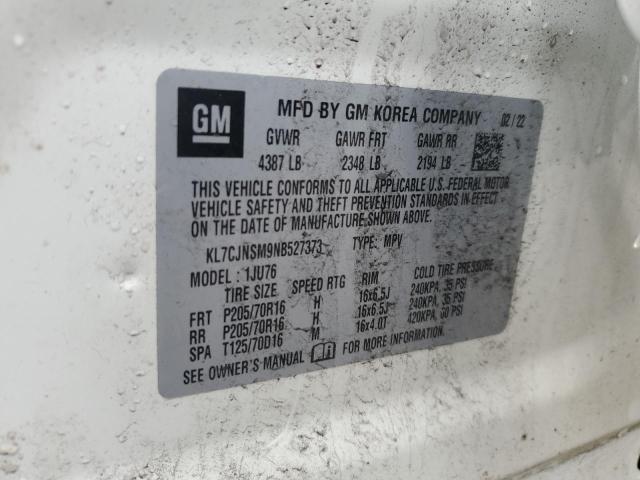 GM MFD BY GM KOREA COMPANY 02/22
GVWR GAWR FRT GAWR RR
4387 LB 2348 LB 2194 LB
THIS VEHICLE CONFORMS TO ALL APPLICABLE U.S. FEDERAL MOTOR
VEHICLE SAFETY AND THEFT PREVENTION STANDARDS IN EFFECT
ON THE DATE OF MANUFACTURE SHOWN ABOVE.
KL7CJNSM9NB527373 TYPE: MPV
MODEL: 1JU76
TIRE SIZE SPEED RTG RIM COLD TIRE PRESSURE
FRT P205/70R16 H 16x6.5J 240KPA, 35 PSI
RR P205/70R16 H 16x6.5J 240KPA, 35 PSI
SPA T125/70D16 M 16x4.0T 420KPA, 60 PSI
SEE OWNER'S MANUAL FOR MORE INFORMATION.